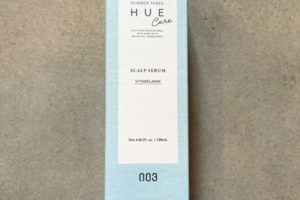 NUMBER THREE
HUE
Care
SCALP SERUM
VITAMELANIN
Net 4.06 fl. oz. / 120mL
003